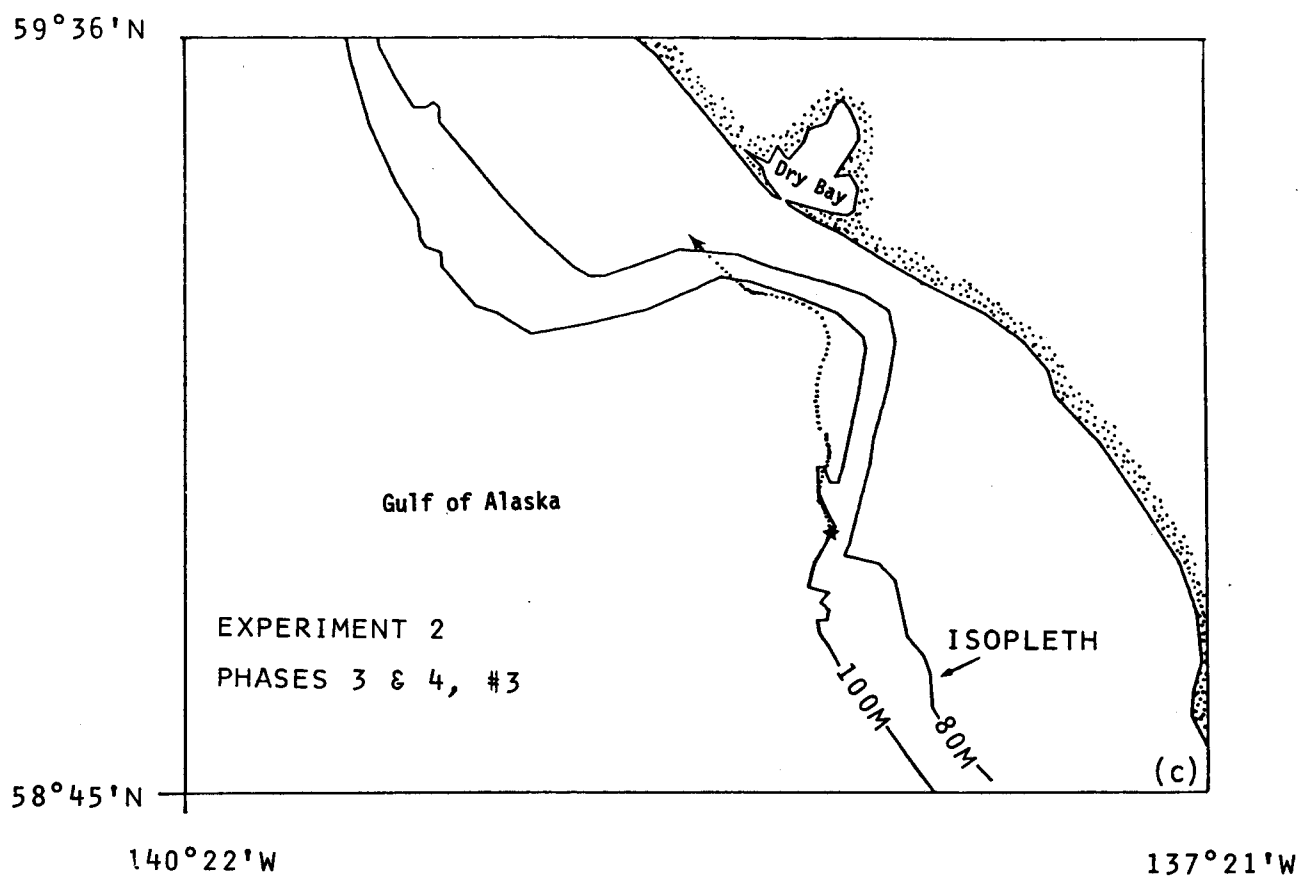 59°36'N
Dry Bay
Gulf of Alaska
EXPERIMENT 2
PHASES 3 & 4, #3
ISOPLETH
100M
80M
(c)
58°45'N
140°22'W
137°21'W